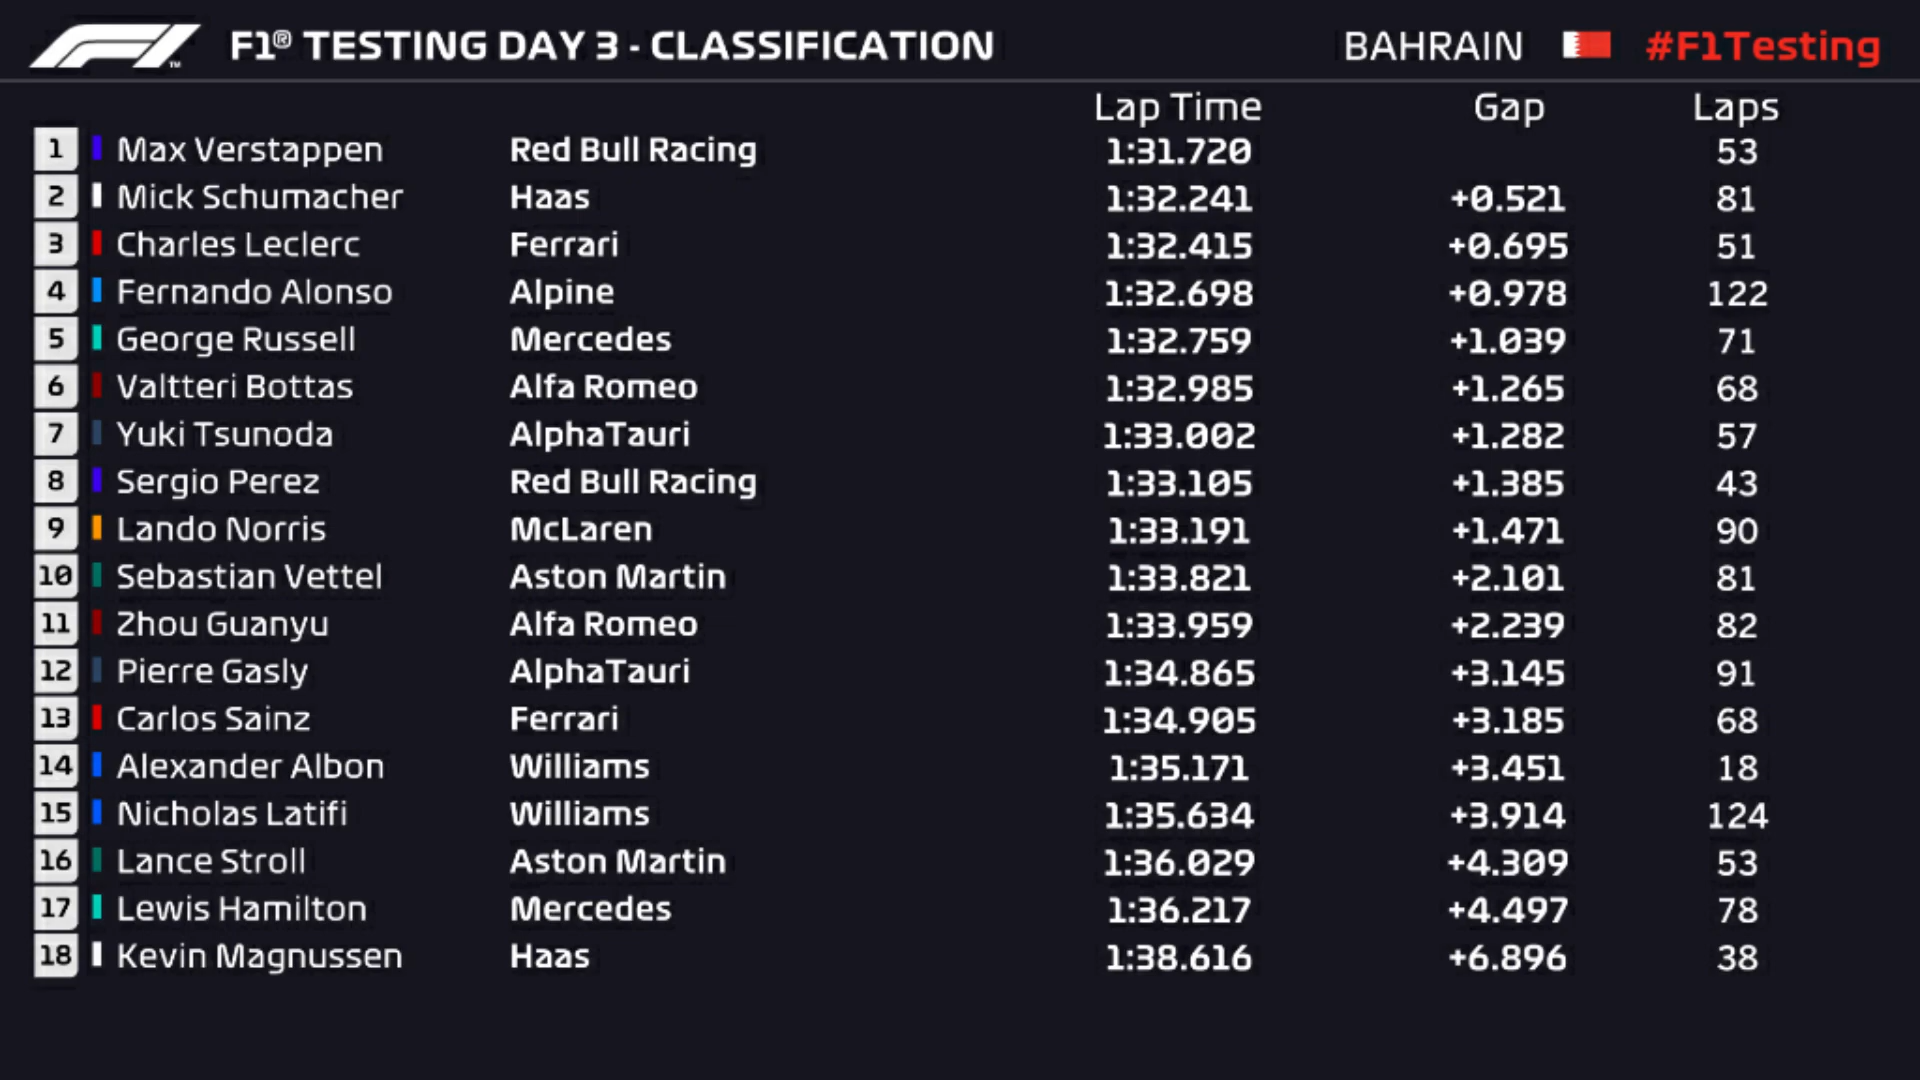 F1® TESTING DAY 3 - CLASSIFICATION BAHRAIN #F1Testing
Lap Time Gap Laps
1 Max Verstappen Red Bull Racing 1:31.720 53
2 Mick Schumacher Haas 1:32.241 +0.521 81
3 Charles Leclerc Ferrari 1:32.415 +0.695 51
4 Fernando Alonso Alpine 1:32.698 +0.978 122
5 George Russell Mercedes 1:32.759 +1.039 71
6 Valtteri Bottas Alfa Romeo 1:32.985 +1.265 68
7 Yuki Tsunoda AlphaTauri 1:33.002 +1.282 57
8 Sergio Perez Red Bull Racing 1:33.105 +1.385 43
9 Lando Norris McLaren 1:33.191 +1.471 90
10 Sebastian Vettel Aston Martin 1:33.821 +2.101 81
11 Zhou Guanyu Alfa Romeo 1:33.959 +2.239 82
12 Pierre Gasly AlphaTauri 1:34.865 +3.145 91
13 Carlos Sainz Ferrari 1:34.905 +3.185 68
14 Alexander Albon Williams 1:35.171 +3.451 18
15 Nicholas Latifi Williams 1:35.634 +3.914 124
16 Lance Stroll Aston Martin 1:36.029 +4.309 53
17 Lewis Hamilton Mercedes 1:36.217 +4.497 78
18 Kevin Magnussen Haas 1:38.616 +6.896 38